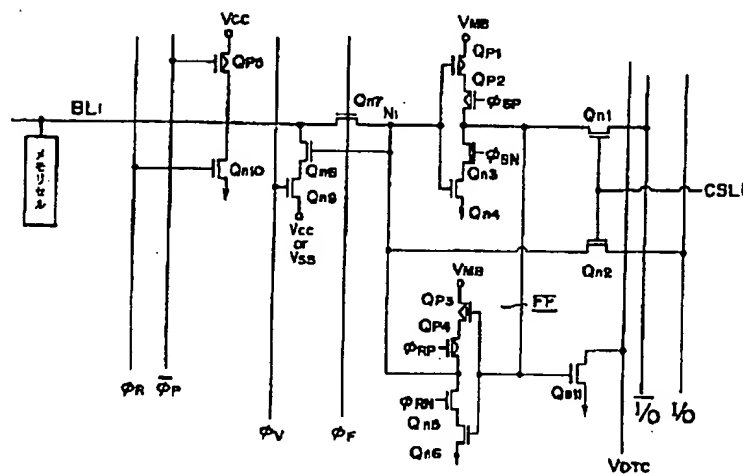 VCC
VMB
QP5
QP1
QP2
φSP
BLi
Qn7
Ni
Qn1
メモリセル
Qn10
Qn8
Qn9
φSN
Qn3
Qn4
CSLi
VCC
or
VSS
Qn2
VMB
QP3
QP4
FF
φRP
φRN
Qn5
Qn6
Qn11
φR
φP
φV
φF
I/O
I/O
VDTC